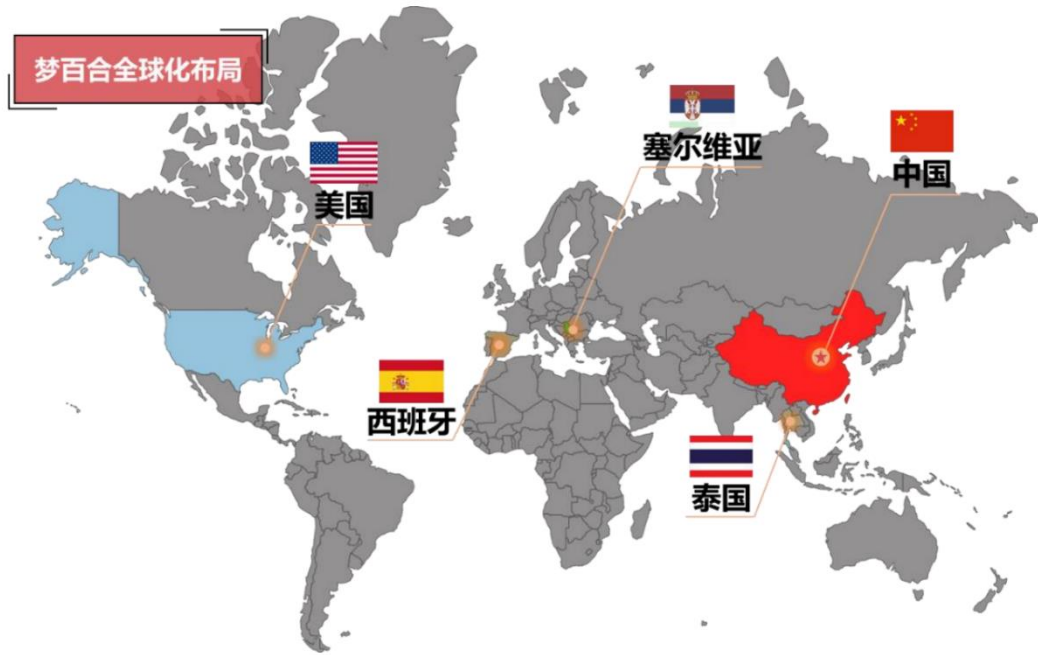 梦百合全球化布局
塞尔维亚
中国
美国
西班牙
泰国